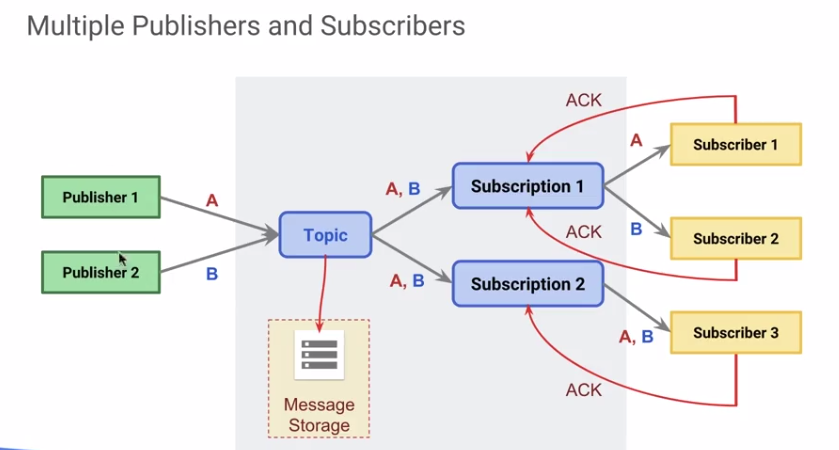 Multiple Publishers and Subscribers
ACK
A
Subscriber 1
Publisher 1
A
A, B
Subscription 1
Topic
ACK
B
Subscriber 2
Publisher 2
B
A, B
Subscription 2
A, B
Subscriber 3
Message
Storage
ACK